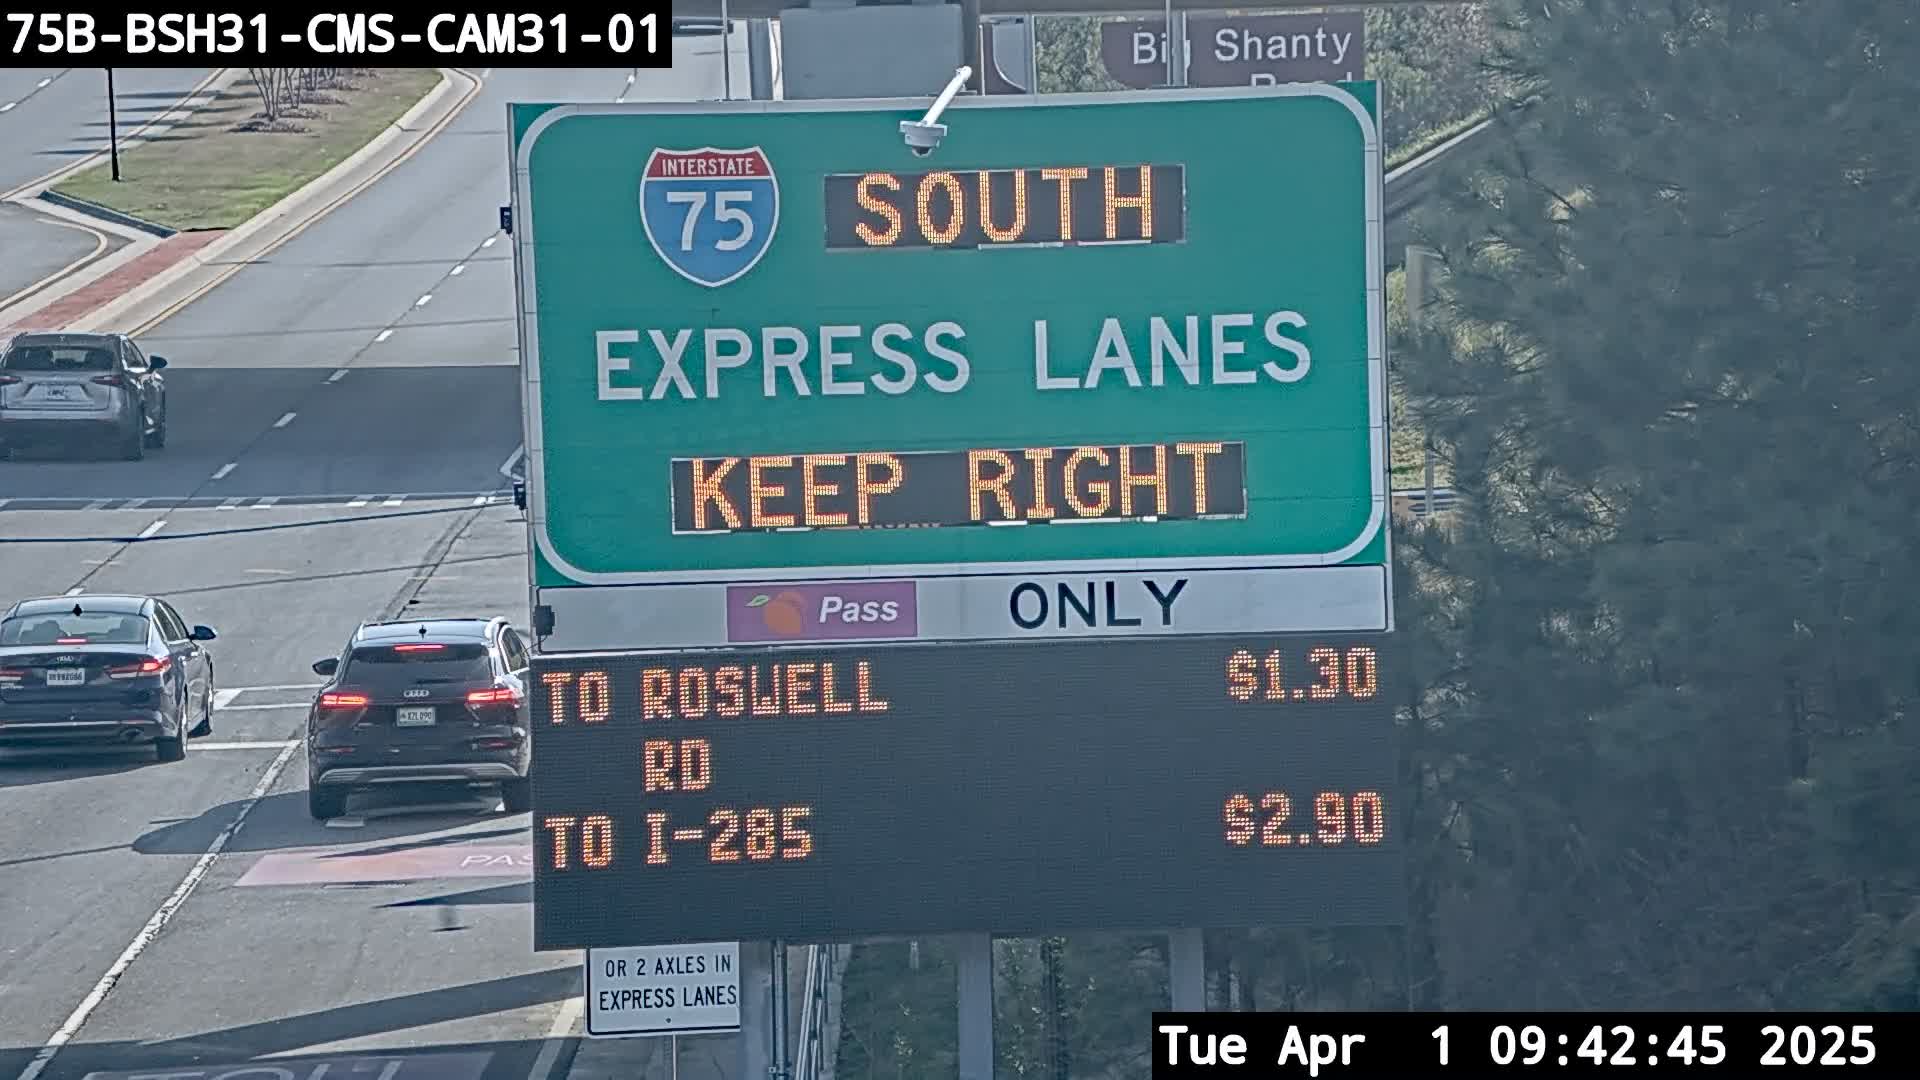 75B-BSH31-CMS-CAM31-01
Big Shanty
Road
INTERSTATE
75
SOUTH
EXPRESS LANES
KEEP RIGHT
Pass ONLY
TO ROSWELL $1.30
RD
TO I-285 $2.90
OR 2 AXLES IN
EXPRESS LANES
Tue Apr 1 09:42:45 2025